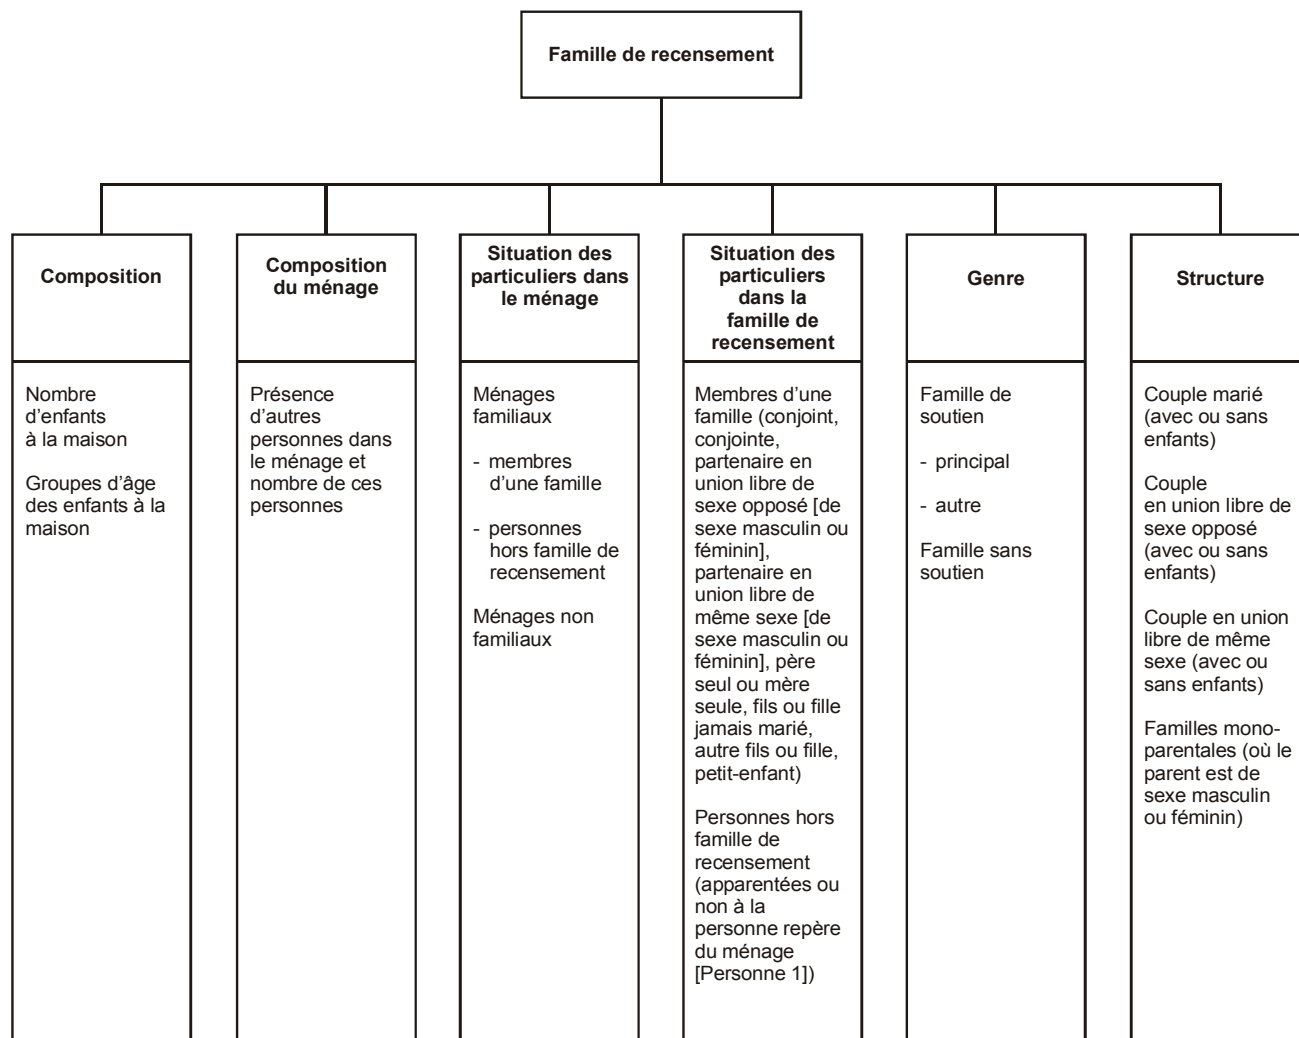 Famille de recensement
Composition
Nombre
d'enfants
à la maison
Groupes d'âge
des enfants à la
maison
Composition
du ménage
Présence
d'autres
personnes dans
le ménage et
nombre de ces
personnes
Situation des
particuliers dans
le ménage
Ménages
familiaux
- membres
d'une famille
- personnes
hors famille de
recensement
Ménages non
familiaux
Situation des
particuliers
dans la
famille de
recensement
Membres d'une
famille (conjoint,
conjointe,
partenaire en
union libre de
sexe opposé [de
sexe masculin ou
féminin],
partenaire en
union libre de
même sexe [de
sexe masculin ou
féminin], père
seul ou mère
seule, fils ou fille
jamais marié,
autre fils ou fille,
petit-enfant)
Personnes hors
famille de
recensement
(apparentées ou
non à la
personne repère
du ménage
[Personne 1])
Genre
Famille de
soutien
- principal
- autre
Famille sans
soutien
Structure
Couple marié
(avec ou sans
enfants)
Couple
en union libre de
sexe opposé
(avec ou sans
enfants)
Couple en union
libre de même
sexe (avec ou
sans enfants)
Familles mono-
parentales (où le
parent est de
sexe masculin
ou féminin)